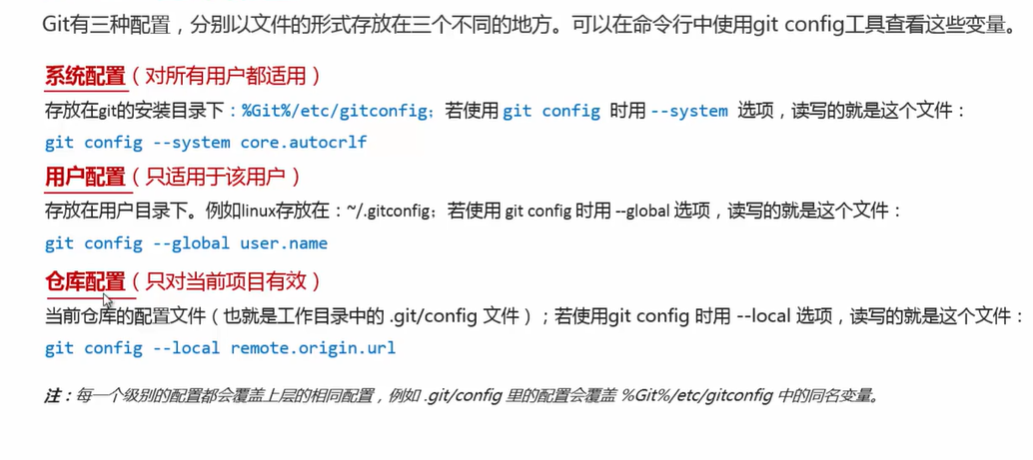 Git有三种配置，分别以文件的形式存放在三个不同的地方。可以在命令行中使用git config工具查看这些变量。
系统配置（对所有用户都适用）
存放在git的安装目录下：%Git%/etc/gitconfig；若使用 git config 时用 --system 选项，读写的就是这个文件：
git config --system core.autocrlf
用户配置（只适用于该用户）
存放在用户目录下。例如linux存放在：~/.gitconfig；若使用 git config 时用 --global 选项，读写的就是这个文件：
git config --global user.name
仓库配置（只对当前项目有效）
当前仓库的配置文件（也就是工作目录中的 .git/config 文件）；若使用git config 时用 --local 选项，读写的就是这个文件：
git config --local remote.origin.url
注：每一个级别的配置都会覆盖上层的相同配置，例如 .git/config 里的配置会覆盖 %Git%/etc/gitconfig 中的同名变量。